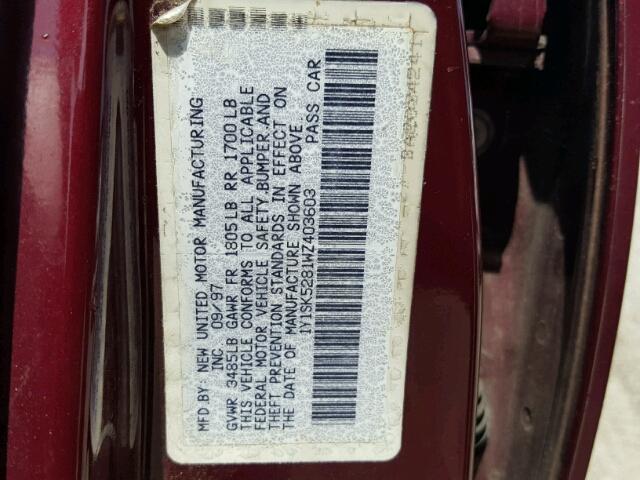 MFD BY: NEW UNITED MOTOR MANUFACTURING
INC 09/97
GVWR 3485LB GAWR FR 1805LB RR 1700LB
THIS VEHICLE CONFORMS TO ALL APPLICABLE
FEDERAL MOTOR VEHICLE SAFETY,BUMPER,AND
THEFT PREVENTION STANDARDS IN EFFECT ON
THE DATE OF MANUFACTURE SHOWN ABOVE
1Y1SK5281WZ403603 PASS CAR